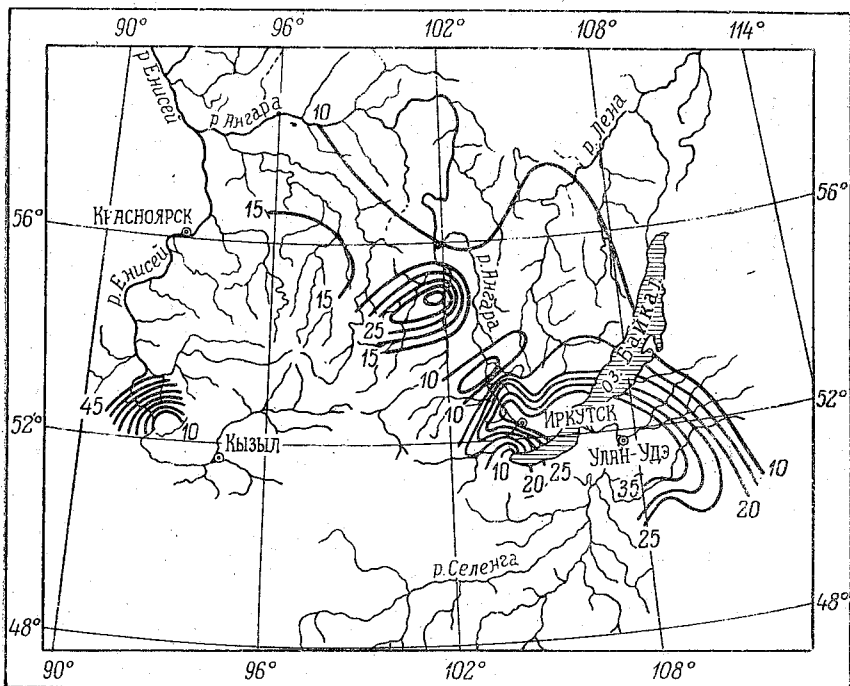 90° 96° 102° 108° 114°
р. Енисей
р. Ангара
10
р. Лена
56°
56°
15
Красноярск
р. Енисей
р. Ангара
15
25
оз. Байкал
15
10
45
10
52°
52°
10
Иркутск
Кызыл
10
20
25
Улан-Удэ
35
10
20
25
р. Селенга
48°
48°
90° 96° 102° 108°